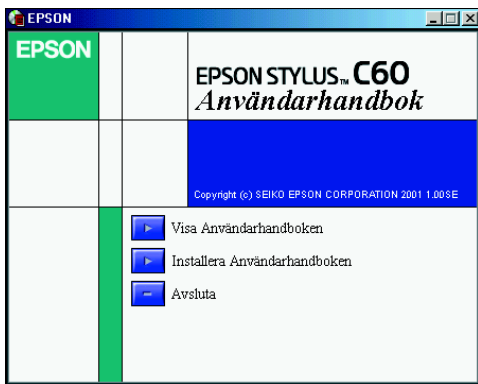 EPSON
EPSON
EPSON STYLUS™ C60
Användarhandbok
Copyright (c) SEIKO EPSON CORPORATION 2001 1.00SE
Visa Användarhandboken
Installera Användarhandboken
Avsluta